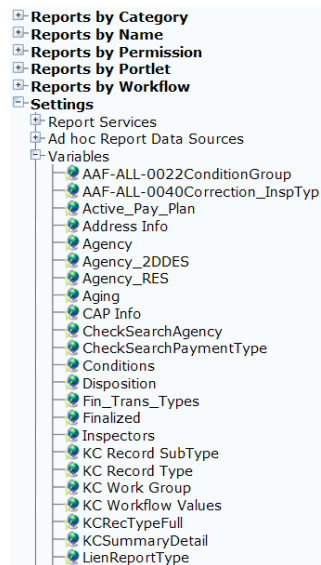 Reports by Category
Reports by Name
Reports by Permission
Reports by Portlet
Reports by Workflow
Settings
Report Services
Ad hoc Report Data Sources
Variables
AAF-ALL-0022ConditionGroup
AAF-ALL-0040Correction_InspTyp
Active_Pay_Plan
Address Info
Agency
Agency_2DDES
Agency_RES
Aging
CAP Info
CheckSearchAgency
CheckSearchPaymentType
Conditions
Disposition
Fin_Trans_Types
Finalized
Inspectors
KC Record SubType
KC Record Type
KC Work Group
KC Workflow Values
KCRecTypeFull
KCSummaryDetail
LienReportType